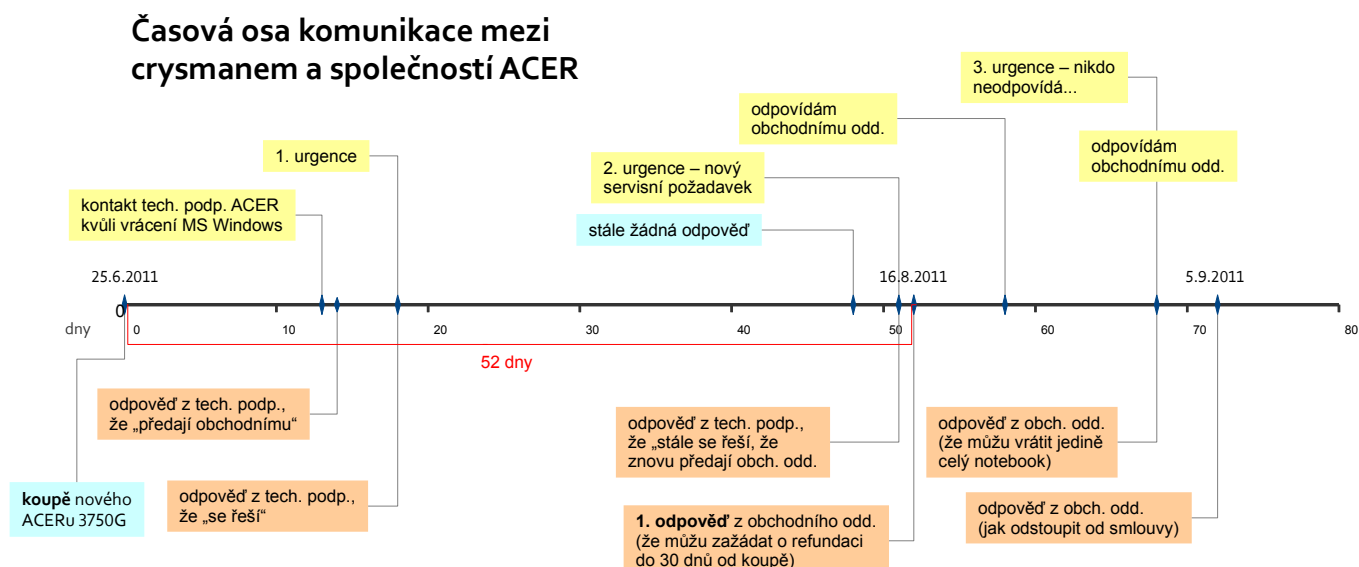 Časová osa komunikace mezi
crysmanem a společností ACER
3. urgence – nikdo
neodpovídá...
odpovídám
obchodnímu odd.
odpovídám
obchodnímu odd.
1. urgence
2. urgence – nový
servisní požadavek
kontakt tech. podp. ACER
kvůli vrácení MS Windows
stále žádná odpověď
25.6.2011
16.8.2011
5.9.2011
0
dny
0
10
20
30
40
50
60
70
80
52 dny
odpověď z tech. podp.,
že „předají obchodnímu“
odpověď z tech. podp.,
že „stále se řeší, že
znovu předají obch. odd.
odpověď z obch. odd.
(že můžu vrátit jedině
celý notebook)
koupě nového
ACERu 3750G
odpověď z tech. podp.,
že „se řeší“
1. odpověď z obchodního odd.
(že můžu zažádat o refundaci
do 30 dnů od koupě)
odpověď z obch. odd.
(jak odstoupit od smlouvy)